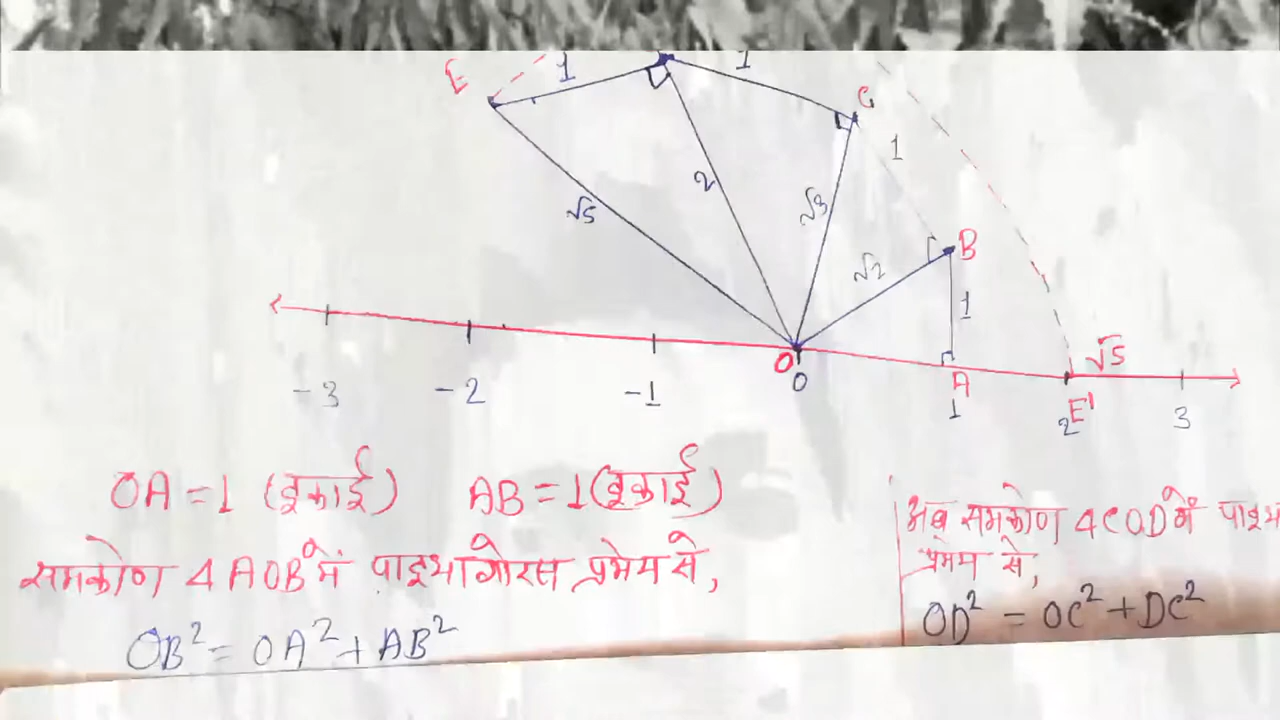 E 1 1 C
1
√5 2 √3 √2 B
1
O A √5
-3 -2 -1 0 1 2 E' 3
OA = 1 (इकाई) AB = 1 (इकाई)
समकोण △AOB में पाइथागोरस प्रमेय से,
OB² = OA² + AB²
अब समकोण △COD में
प्रमेय से,
OD² = OC² + DC²